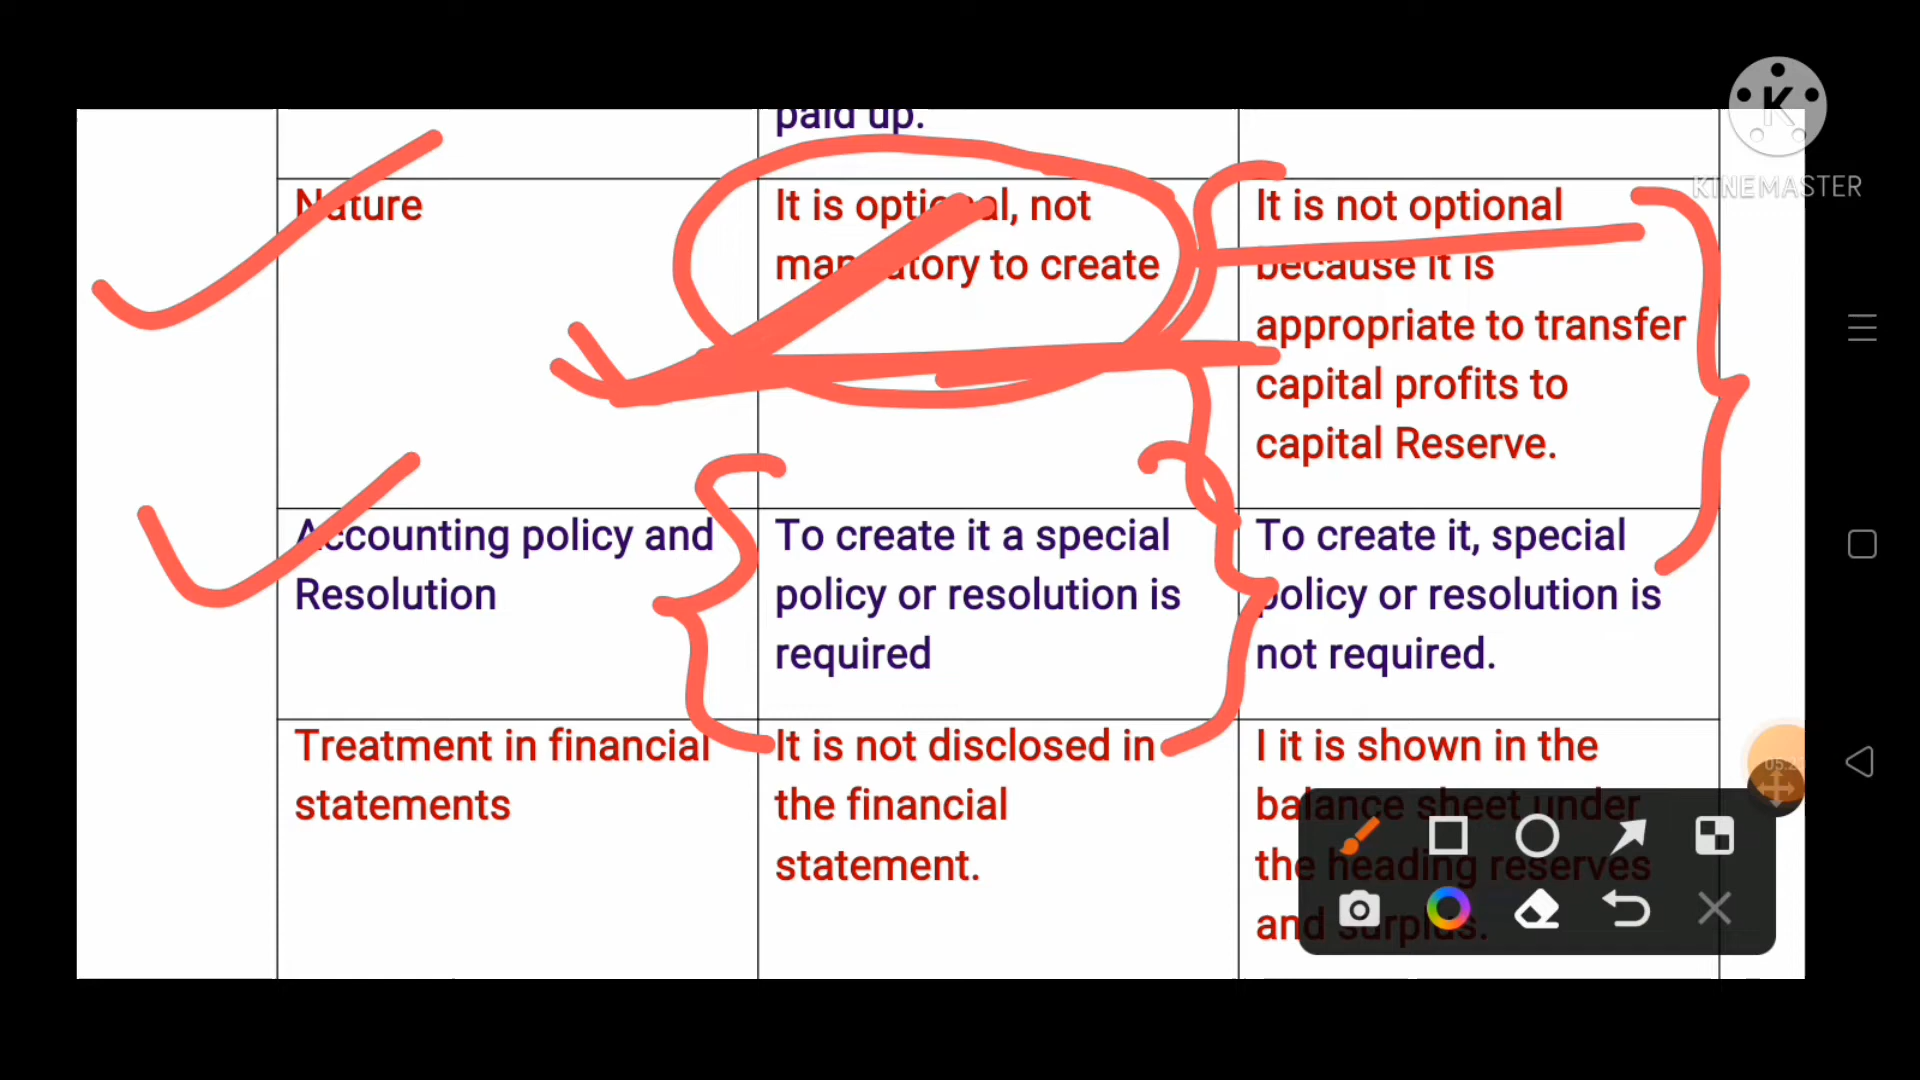 paid up.
KINEMASTER
Nature
It is optional, not
mandatory to create
It is not optional
because it is
appropriate to transfer
capital profits to
capital Reserve.
Accounting policy and
Resolution
To create it a special
policy or resolution is
required
To create it, special
policy or resolution is
not required.
Treatment in financial
statements
It is not disclosed in
the financial
statement.
I it is shown in the
balance sheet under
the heading reserves
and surplus.